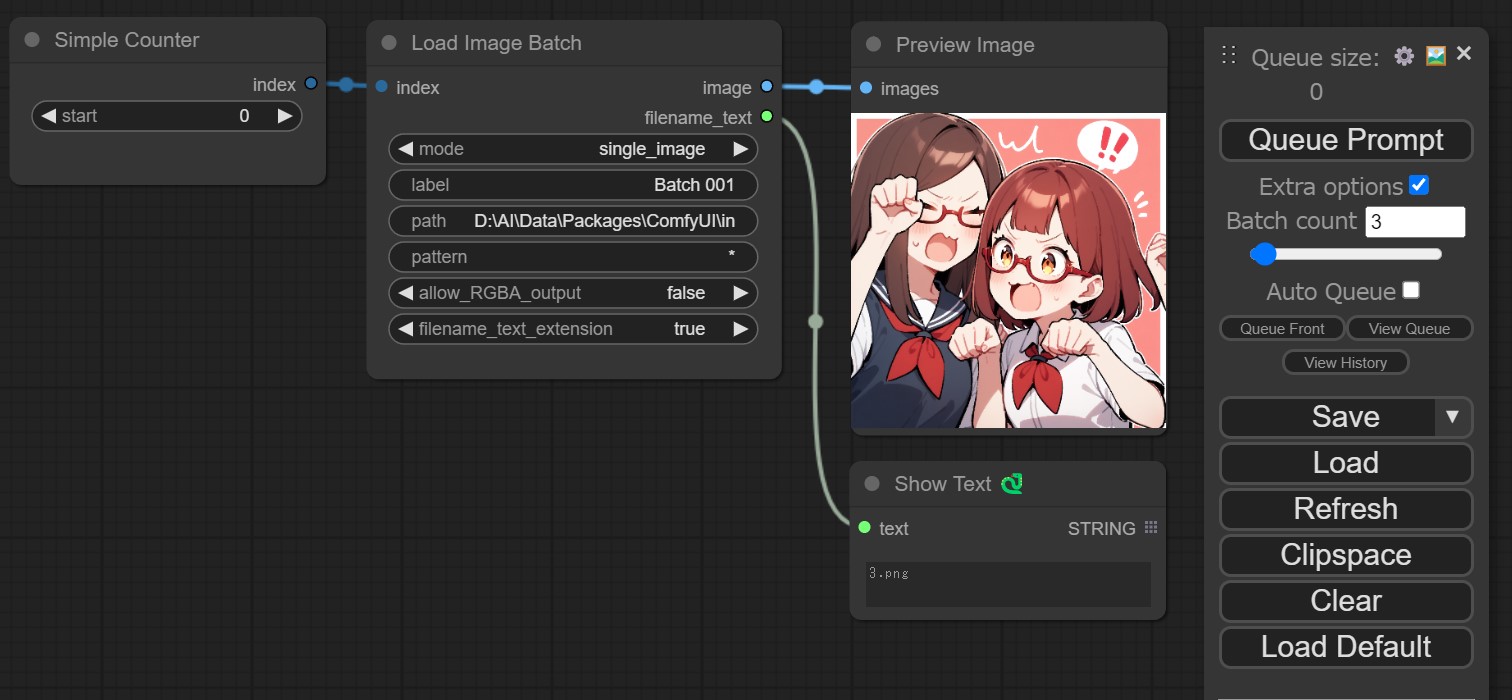 Simple Counter
index
start 0
Load Image Batch
index
image
filename_text
mode single_image
label Batch 001
path D:\AI\Data\Packages\ComfyUI\in
pattern *
allow_RGBA_output false
filename_text_extension true
Preview Image
images
!!
Show Text
text STRING
3.png
Queue size:
0
Queue Prompt
Extra options
Batch count 3
Auto Queue
Queue Front View Queue
View History
Save
Load
Refresh
Clipspace
Clear
Load Default